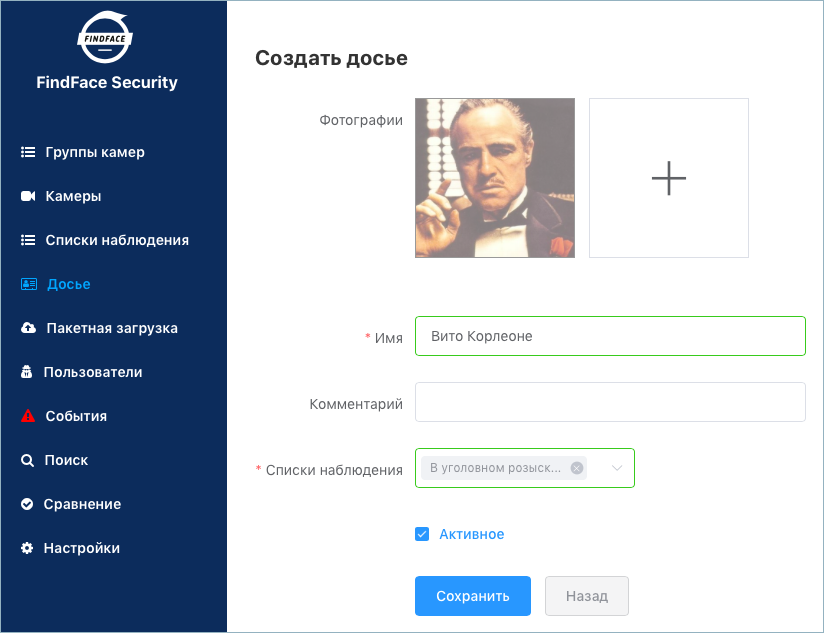 FINDFACE
FindFace Security
Группы камер
Камеры
Списки наблюдения
Досье
Пакетная загрузка
Пользователи
События
Поиск
Сравнение
Настройки
Создать досье
Фотографии
* Имя
Вито Корлеоне
Комментарий
* Списки наблюдения
В уголовном розыск...
Активное
Сохранить
Назад